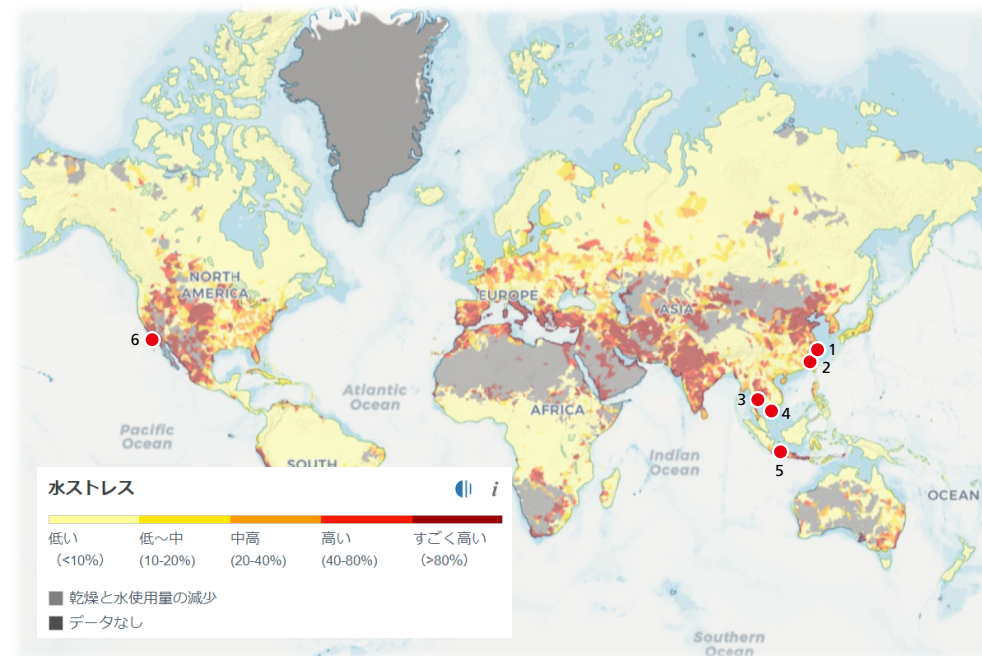 NORTH
AMERICA
EUROPE
ASIA
6
1
2
Atlantic
Ocean
3
4
AFRICA
Pacific
Ocean
Indian
Ocean
5
SOUTH
OCEAN
水ストレス
i
低い
(<10%)
低～中
(10-20%)
中高
(20-40%)
高い
(40-80%)
すごく高い
(>80%)
乾燥と水使用量の減少
データなし
Southern
Ocean